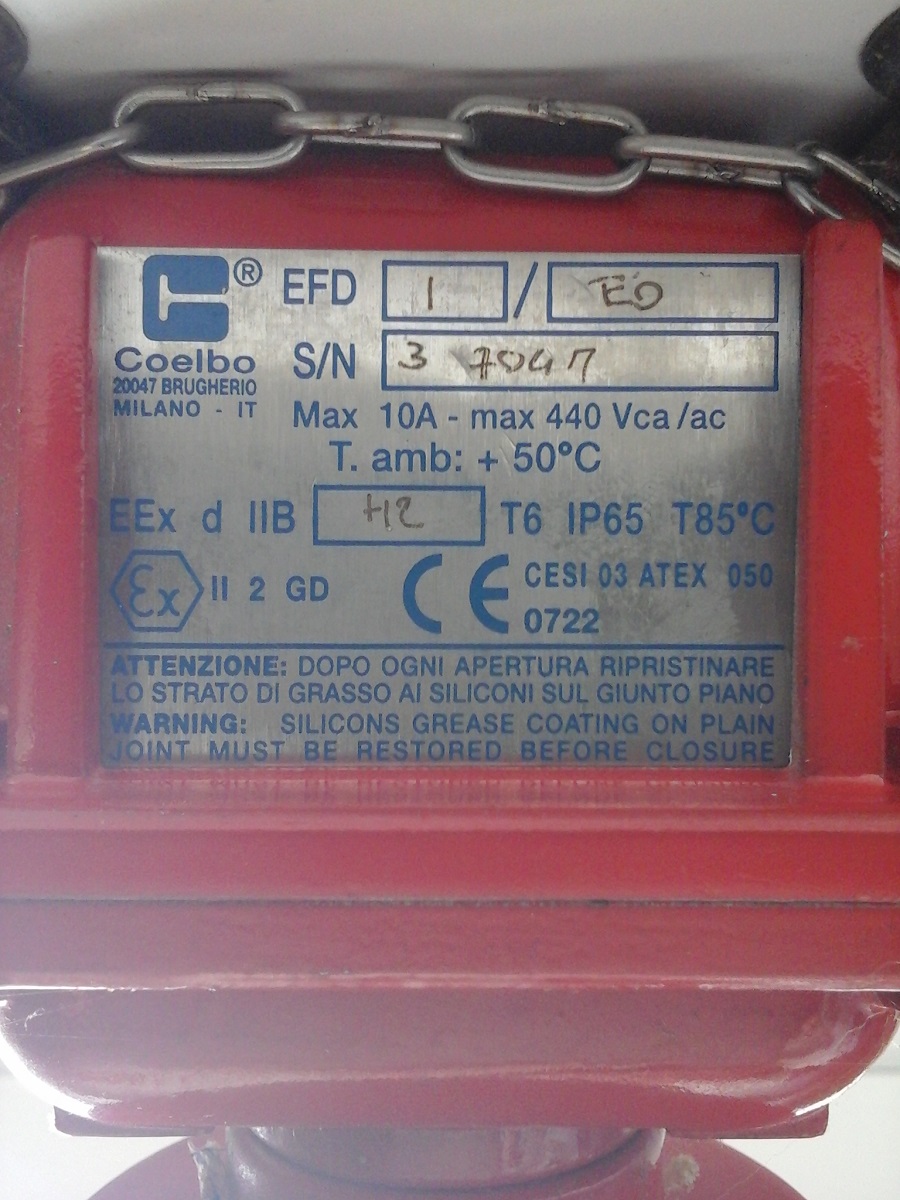 ® EFD 1 / EO
Coelbo
20047 BRUGHERIO
MILANO - IT
S/N 3 7047
Max 10A - max 440 Vca/ac
T. amb: + 50°C
EEx d IIB H2 T6 IP65 T85°C
Ex II 2 GD CE CESI 03 ATEX 050
0722
ATTENZIONE: DOPO OGNI APERTURA RIPRISTINARE
LO STRATO DI GRASSO AI SILICONI SUL GIUNTO PIANO
WARNING: SILICONS GREASE COATING ON PLAIN
JOINT MUST BE RESTORED BEFORE CLOSURE